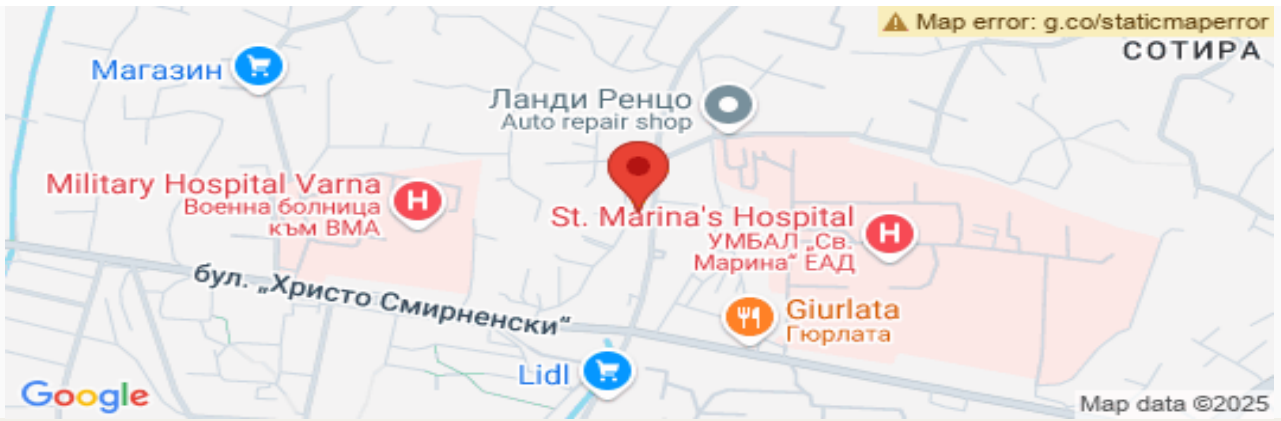 Map error: g.co/staticmaperror
СОТИРА
Магазин
Ланди Ренцо
Auto repair shop
Military Hospital Varna
Военна болница
към ВМА
St. Marina's Hospital
УМБАЛ „Св.
Марина“ ЕАД
бул. „Христо Смирненски“
Giurlata
Гюрлата
Lidl
Google
Map data ©2025